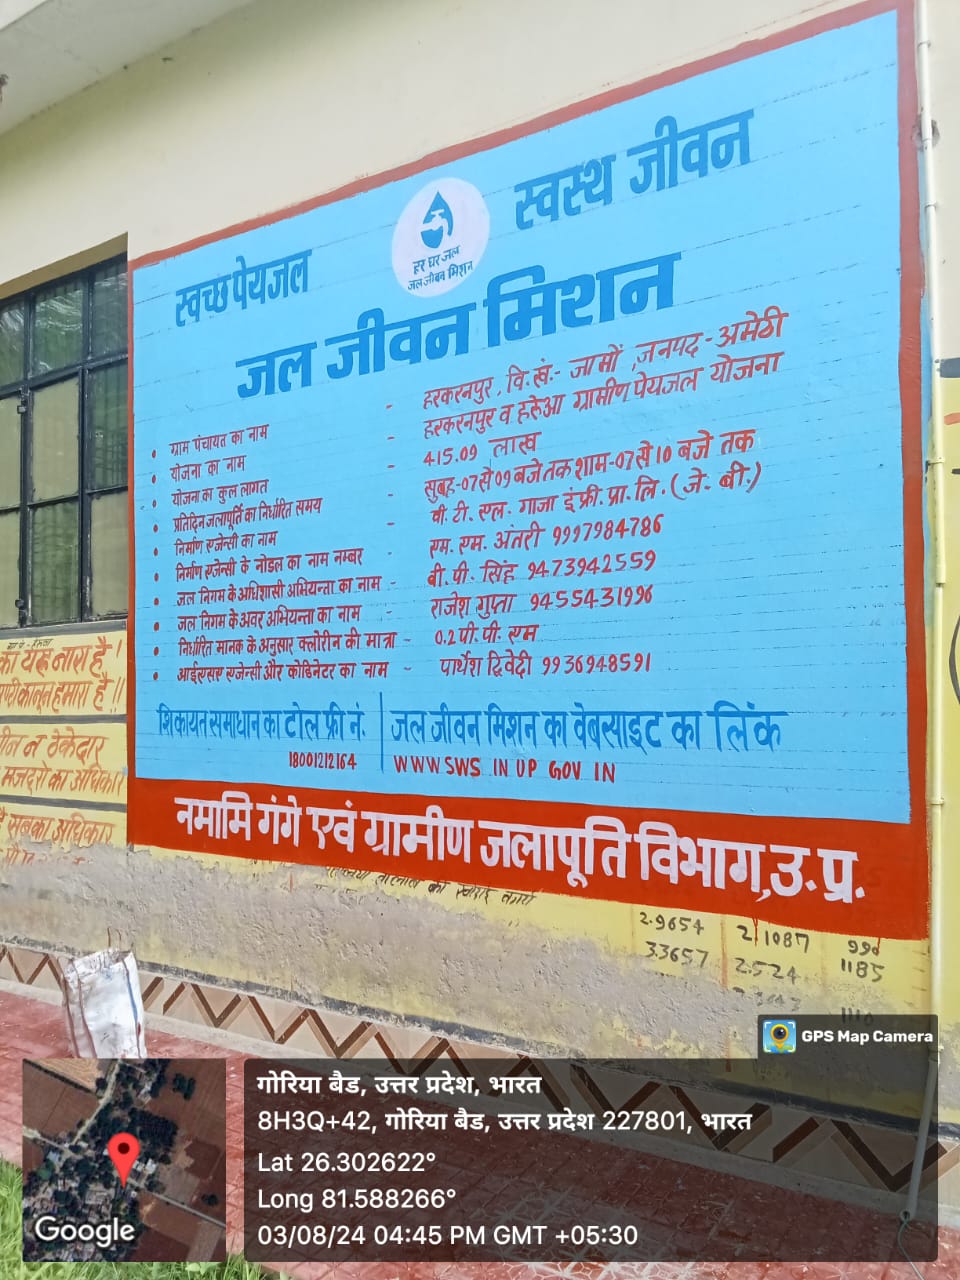 स्वच्छ पेयजल
स्वस्थ जीवन
हर घर जल
जल जीवन मिशन
जल जीवन मिशन
• ग्राम पंचायत का नाम - हरकरनपुर, वि.खं.- जामों, जनपद- अमेठी
• योजना का नाम - हरकरनपुर व हरुआ ग्रामीण पेयजल योजना
• योजना का कुल लागत - 415.09 लाख
• प्रतिदिन जलापूर्ति का निर्धारित समय - सुबह-07 से 09 बजे तक शाम-07 से 10 बजे तक
• निर्माण एजेन्सी का नाम - वी. टी. एल. गाजा इंफ्री. प्रा. लि. (जे. बी.)
• निर्माण एजेन्सी के नोडल का नाम नम्बर - एम. एम. अंतरी 9997984786
• जल निगम के अधिशासी अभियन्ता का नाम - बी. पी. सिंह 9473942559
• जल निगम के अवर अभियन्ता का नाम - राजेश गुप्ता 9455431996
• निर्धारित मानक के अनुसार क्लोरीन की मात्रा - 0.2 पी. पी. एम
• आईएसए एजेन्सी और कोडिनेटर का नाम - पार्थेश द्विवेदी 9936948591
शिकायत समाधान का टोल फ्री नं.
18001212164
जल जीवन मिशन का वेबसाइट का लिंक
WWW SWS IN UP GOV IN
नमामि गंगे एवं ग्रामीण जलापूर्ति विभाग, उ. प्र.
का यह नारा है!
हमारा है!!
न ठेकेदार
मजदूरों का अधिकार
सबका अधिकार
2.9654 2.1087 990
3.3657 2.524 1185
GPS Map Camera
गोरिया बैड, उत्तर प्रदेश, भारत
8H3Q+42, गोरिया बैड, उत्तर प्रदेश 227801, भारत
Lat 26.302622°
Long 81.588266°
03/08/24 04:45 PM GMT +05:30
Google